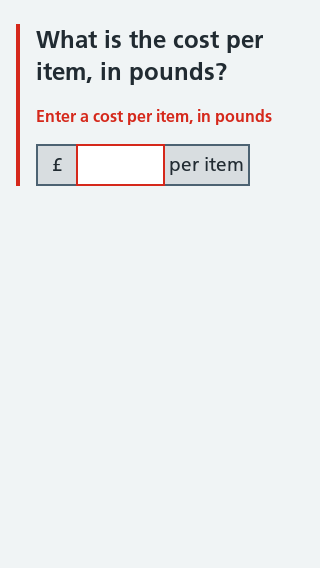 What is the cost per
item, in pounds?
Enter a cost per item, in pounds
£ per item